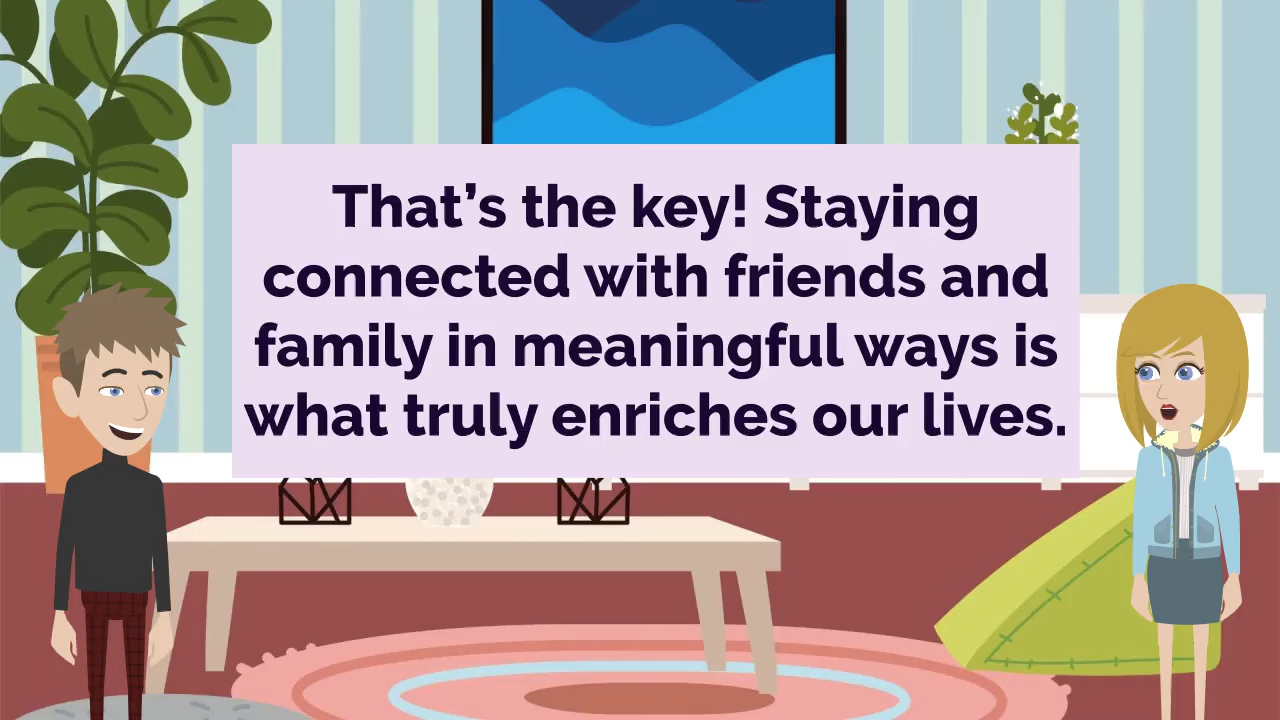 That’s the key! Staying
connected with friends and
family in meaningful ways is
what truly enriches our lives.